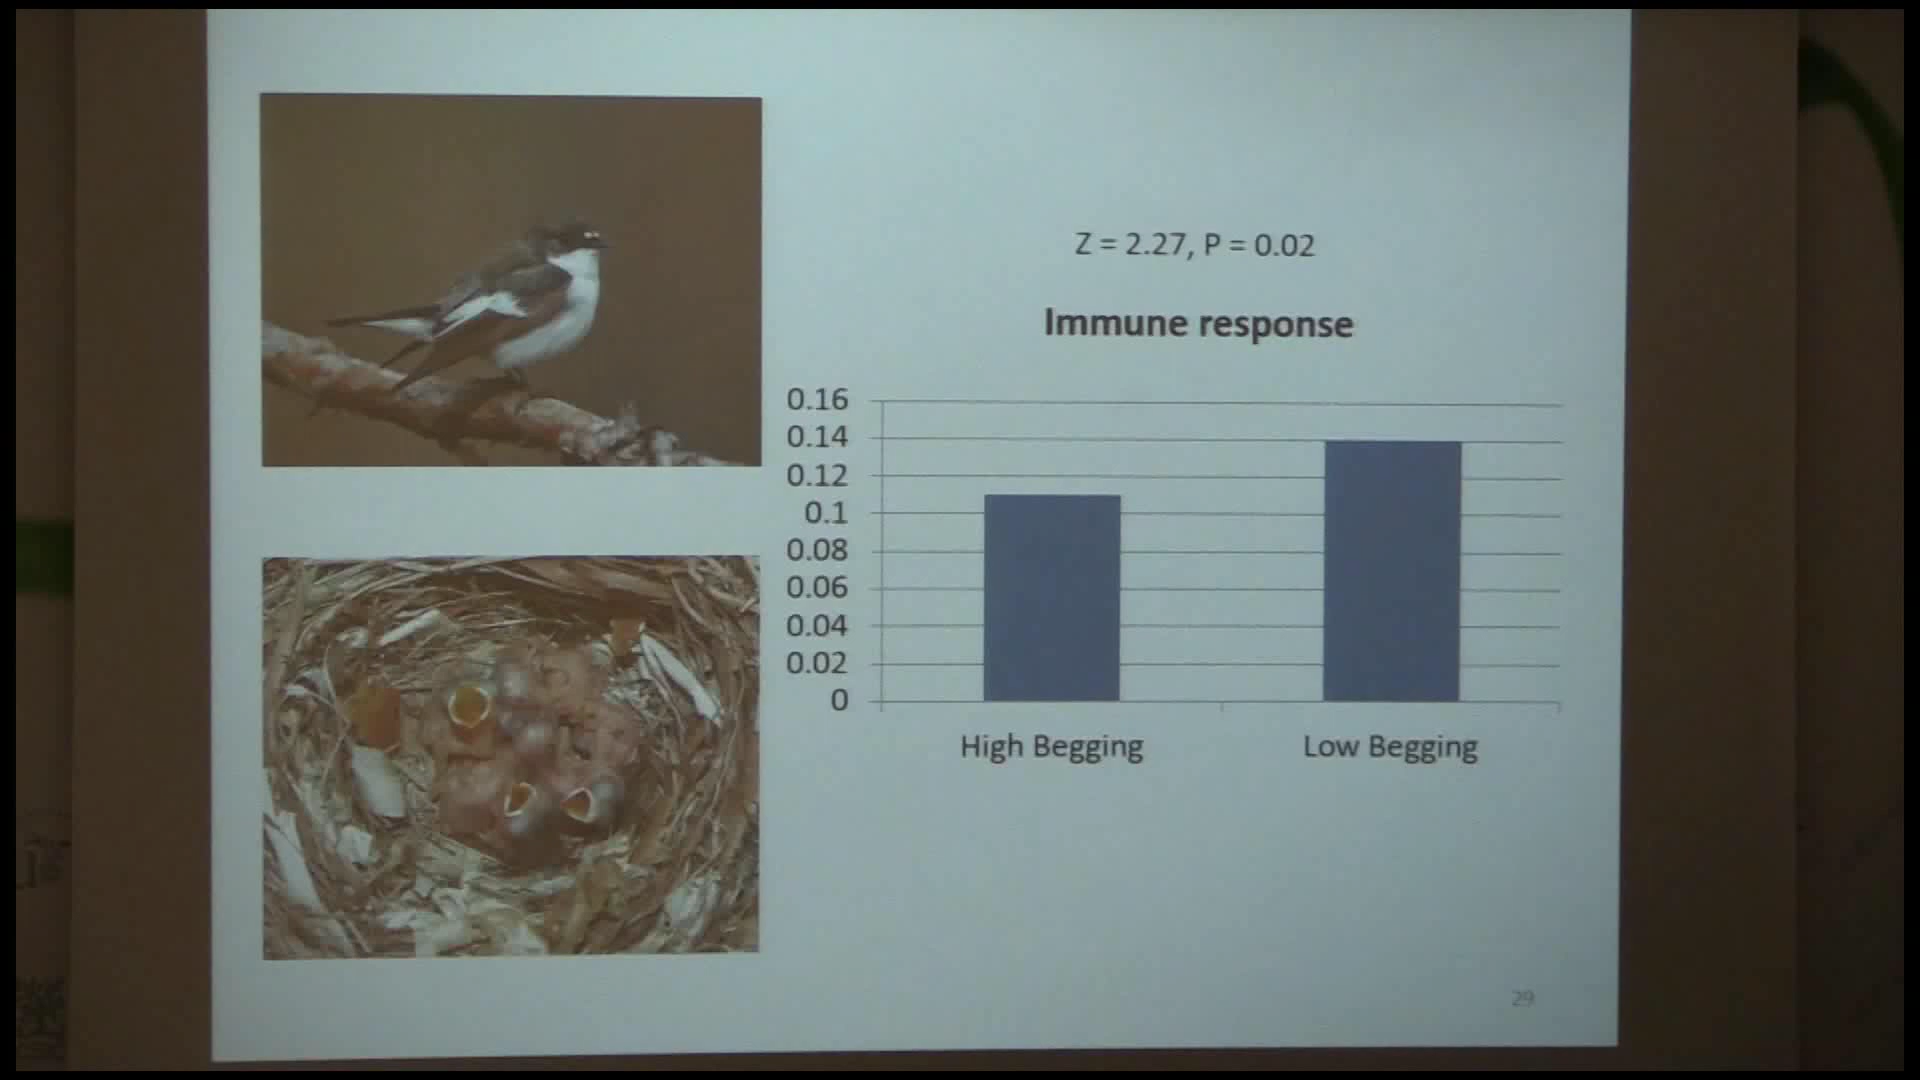 Z = 2.27, P = 0.02
Immune response
0.16
0.14
0.12
0.1
0.08
0.06
0.04
0.02
0
High Begging
Low Begging
29